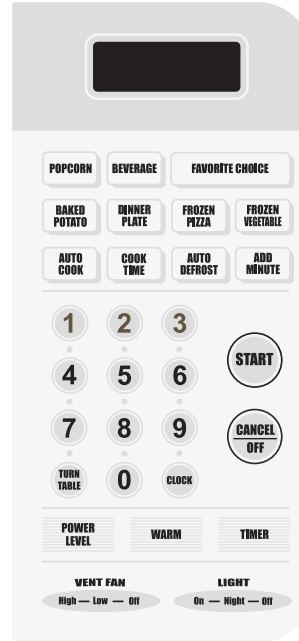 POPCORN BEVERAGE FAVORITE CHOICE
BAKED POTATO DINNER PLATE FROZEN PIZZA FROZEN VEGETABLE
AUTO COOK COOK TIME AUTO DEFROST ADD MINUTE
1 2 3
START
4 5 6
7 8 9
CANCEL
OFF
TURN TABLE 0 CLOCK
POWER LEVEL WARM TIMER
VENT FAN LIGHT
High — Low — Off On — Night — Off